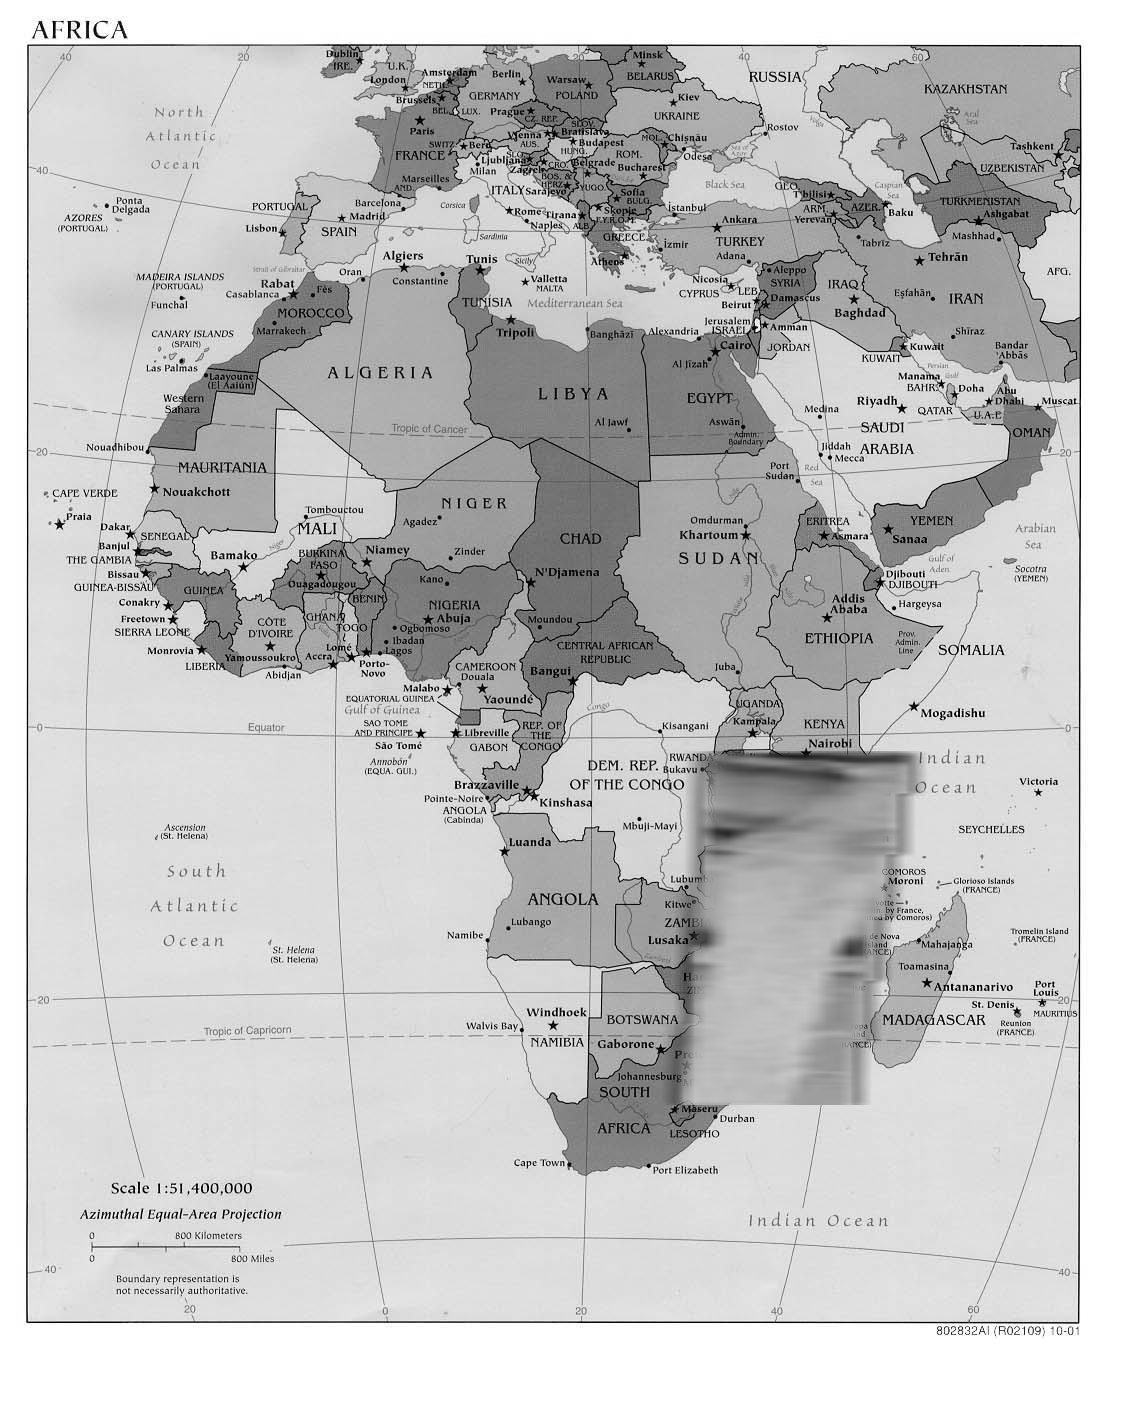 AFRICA
40
20
0
20
40
60
Dublin
IRE.
U.K.
London
Amsterdam
NETH.
Brussels
BEL.
LUX.
Berlin
GERMANY
Warsaw
POLAND
Minsk
BELARUS
RUSSIA
KAZAKHSTAN
Aral
Sea
Kiev
UKRAINE
Prague
CZ. REP.
SLOV.
Paris
FRANCE
Vienna
AUS.
Bratislava
Budapest
HUNG.
MOL.
Chişnău
Rostov
Volga
Odesa
Sea of
Azov
Tashkent
UZBEKISTAN
North
Atlantic
Ocean
SWITZ.
Bern
Ljubljana
SLO.
Zagreb
CRO.
Belgrade
ROM.
Bucharest
Milan
BOS. &
HERZ.
YUGO.
Sarajevo
Sofia
BULG.
Black Sea
GEO.
T'bilisi
Caspian
Sea
TURKMENISTAN
Ashgabat
40
Marseilles
AND.
ITALY
Corsica
Rome
Naples
Tirana
ALB.
Skopje
F.Y.R.O.M.
İstanbul
ARM.
Yerevan
AZER.
Baku
AZORES
(PORTUGAL)
Ponta
Delgada
PORTUGAL
Lisbon
Madrid
SPAIN
Barcelona
Sardinia
Sicily
GREECE
Athens
İzmir
Ankara
TURKEY
Adana
Tabrīz
Mashhad
Tehrān
AFG.
MADEIRA ISLANDS
(PORTUGAL)
Funchal
Strait of Gibraltar
Oran
Algiers
Constantine
Tunis
TUNISIA
Valletta
MALTA
Mediterranean Sea
Nicosia
CYPRUS
LEB.
Beirut
Aleppo
SYRIA
Damascus
IRAQ
Baghdad
Eşfahān
IRAN
Rabat
Casablanca
Fès
MOROCCO
Marrakech
Tripoli
Banghāzī
Alexandria
Jerusalem
ISRAEL
Amman
JORDAN
Cairo
Al Jīzah
KUWAIT
Kuwait
Shīraz
Bandar
'Abbās
CANARY ISLANDS
(SPAIN)
Las Palmas
Laayoune
(El Aaiún)
Western
Sahara
ALGERIA
LIBYA
EGYPT
Persian
Gulf
Manama
BAHR.
Doha
QATAR
Abu
Dhabi
U.A.E.
Muscat
Riyadh
SAUDI
ARABIA
OMAN
Medina
Tropic of Cancer
Al Jawf
Aswān
Admin.
Boundary
Jiddah
Mecca
20
Nouadhibou
MAURITANIA
Nouakchott
Port
Sudan
Red
Sea
20
CAPE VERDE
Praia
Nile
Dakar
SENEGAL
Banjul
THE GAMBIA
Bissau
GUINEA-BISSAU
Tombouctou
MALI
Niger
Bamako
NIGER
Agadez
Zinder
CHAD
N'Djamena
Omdurman
Khartoum
SUDAN
ERITREA
Asmara
YEMEN
Sanaa
Arabian
Sea
Gulf of
Aden
Socotra
(YEMEN)
BURKINA
FASO
Ouagadougou
Niamey
BENIN
Kano
NIGERIA
Abuja
Ogbomoso
Ibadan
Lagos
Moundou
Djibouti
DJIBOUTI
Hargeysa
Addis
Ababa
ETHIOPIA
Prov.
Admin.
Line
SOMALIA
Conakry
GUINEA
Freetown
SIERRA LEONE
Monrovia
LIBERIA
CÔTE
D'IVOIRE
Yamoussoukro
Abidjan
GHANA
TOGO
Accra
Lomé
Porto-
Novo
CENTRAL AFRICAN
REPUBLIC
Bangui
CAMEROON
Douala
Yaoundé
Juba
Malabo
EQUATORIAL GUINEA
Gulf of Guinea
SAO TOME
AND PRINCIPE
São Tomé
Annobón
(EQUA. GUI.)
Libreville
GABON
REP. OF
THE
CONGO
Congo
Kisangani
UGANDA
Kampala
KENYA
Nairobi
Mogadishu
0
Equator
0
RWANDA
Bukavu
DEM. REP.
OF THE CONGO
Brazzaville
Kinshasa
Pointe-Noire
ANGOLA
(Cabinda)
Mbuji-Mayi
Indian
Ocean
Victoria
SEYCHELLES
Ascension
(St. Helena)
South
Atlantic
Ocean
Luanda
ANGOLA
Lubango
Namibe
Kitwe
Lusaka
COMOROS
Moroni
Glorioso Islands
(FRANCE)
Tromelin Island
(FRANCE)
St. Helena
(St. Helena)
Mahajanga
Toamasina
Antananarivo
MADAGASCAR
Port
Louis
St. Denis
MAURITIUS
Reunion
(FRANCE)
20
20
Tropic of Capricorn
Walvis Bay
Windhoek
NAMIBIA
BOTSWANA
Gaborone
Johannesburg
SOUTH
AFRICA
Maseru
LESOTHO
Durban
Cape Town
Port Elizabeth
Scale 1:51,400,000
Azimuthal Equal-Area Projection
0
800 Kilometers
0
800 Miles
Boundary representation is
not necessarily authoritative.
Indian Ocean
40
40
20
0
20
40
60
802832AI (R02109) 10-01